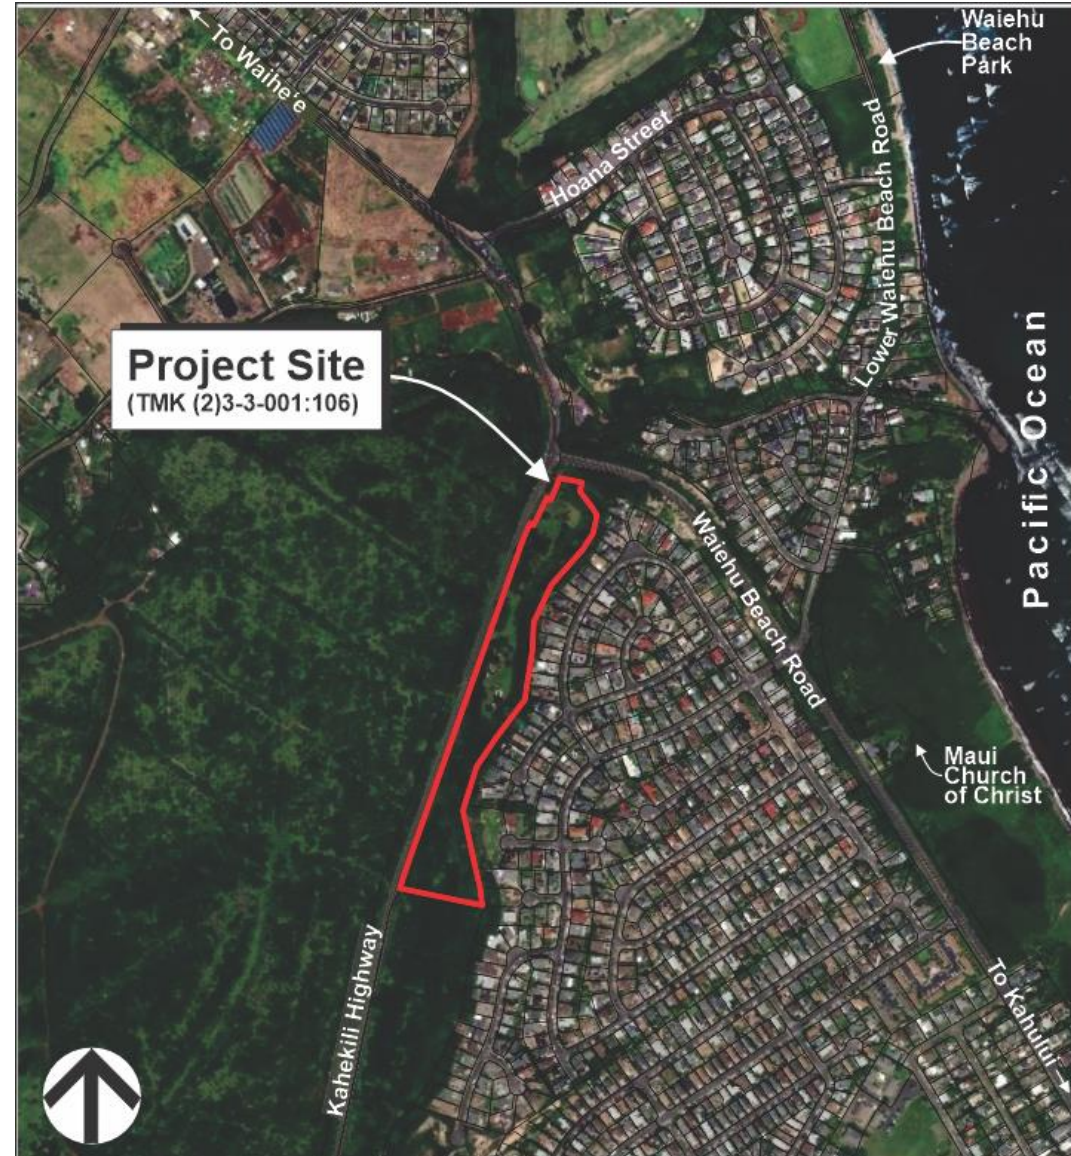 Waiehu
Beach
Park
To Waihe'e
Hoana Street
Lower Waiehu Beach Road
Project Site
(TMK (2)3-3-001:106)
Pacific Ocean
Waiehu Beach Road
Maui
Church
of Christ
Kahekili Highway
To Kahului